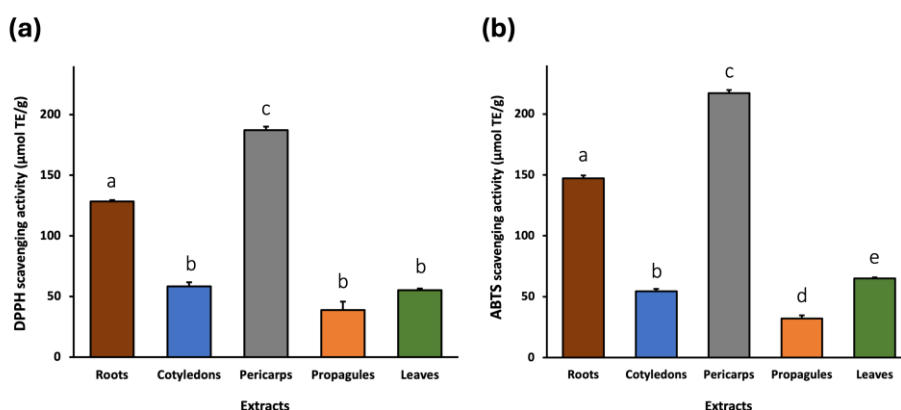 (a)
DPPH scavenging activity (µmol TE/g)
200
150
100
50
0
a
b
c
b
b
Roots Cotyledons Pericarps Propagules Leaves
Extracts
(b)
ABTS scavenging activity (µmol TE/g)
200
150
100
50
0
a
b
c
d
e
Roots Cotyledons Pericarps Propagules Leaves
Extracts